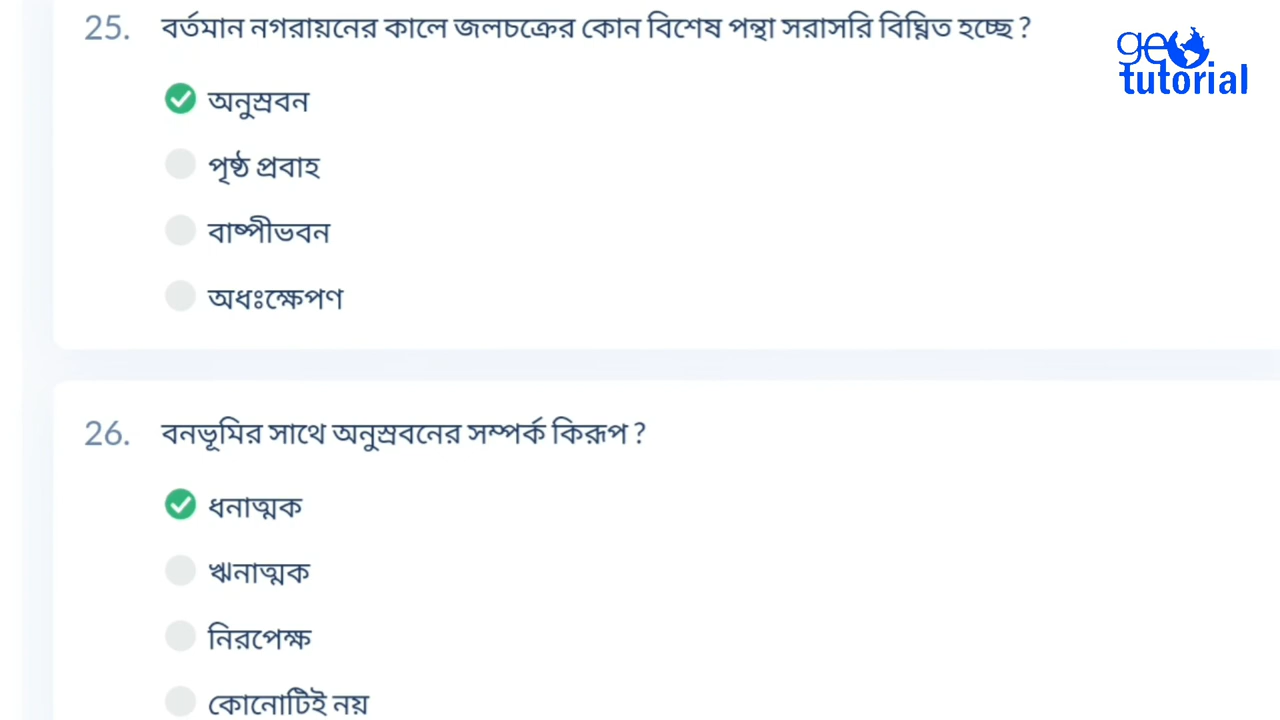 25. বর্তমান নগরায়নের কালে জলচক্রের কোন বিশেষ পন্থা সরাসরি বিঘ্নিত হচ্ছে ?
geo
tutorial
অনুস্রবন
পৃষ্ঠ প্রবাহ
বাষ্পীভবন
অধঃক্ষেপণ
26. বনভূমির সাথে অনুস্রবনের সম্পর্ক কিরূপ ?
ধনাত্মক
ঋনাত্মক
নিরপেক্ষ
কোনোটিই নয়